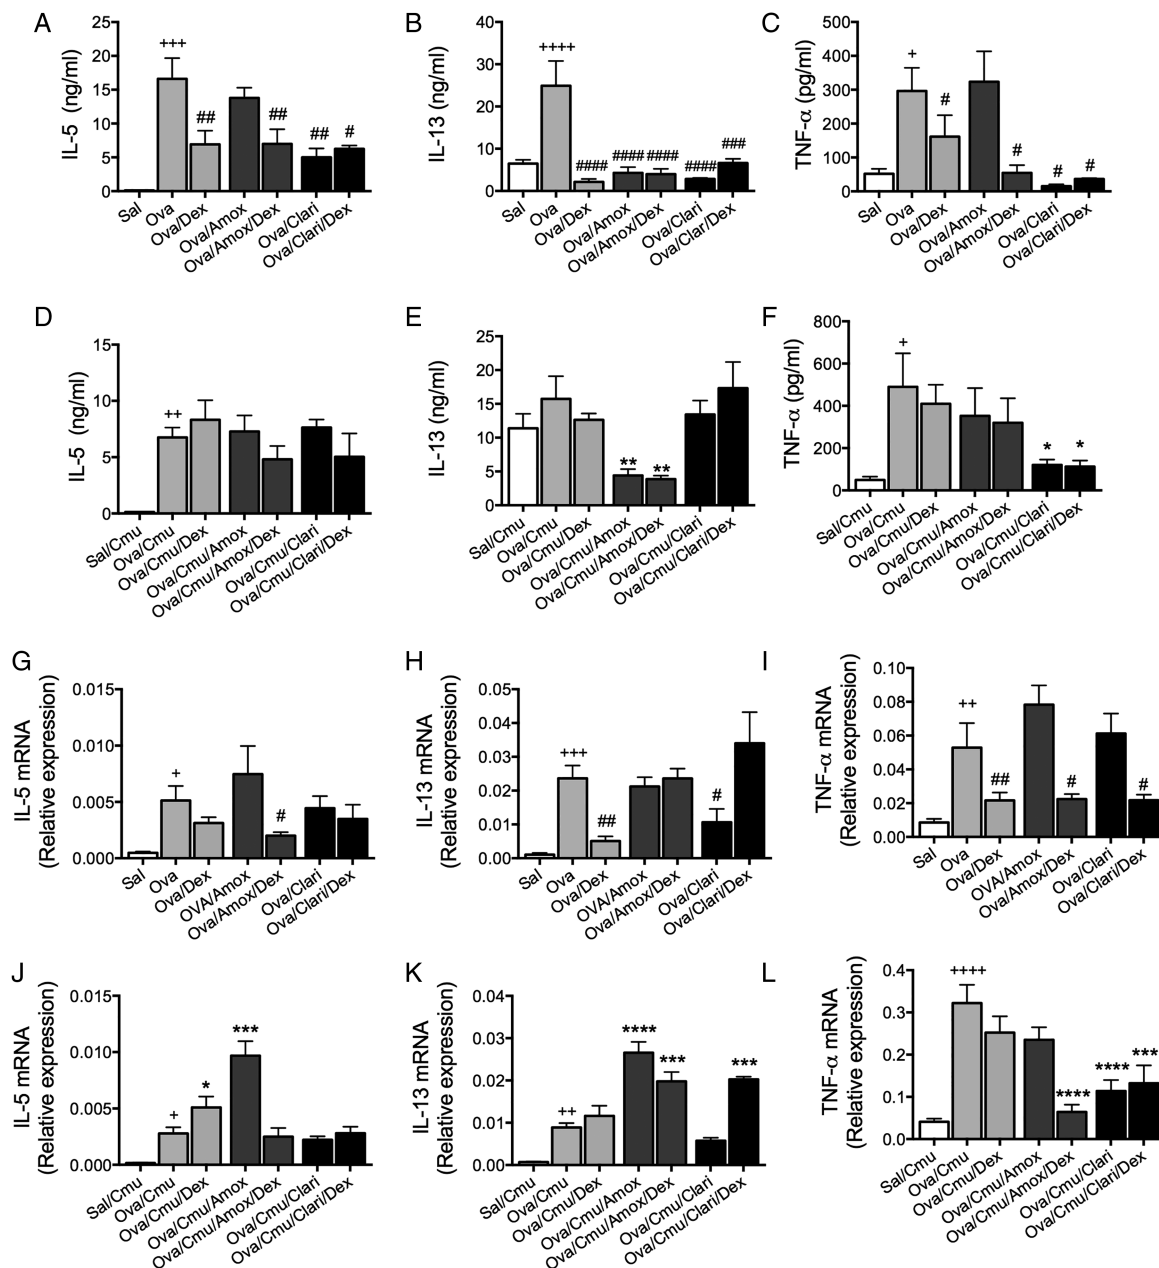 A
IL-5 (ng/ml)
25
20
15
10
5
0
+++
##
##
##
#
Sal
Ova
Ova/Dex
Ova/Amox
Ova/Amox/Dex
Ova/Clari
Ova/Clari/Dex
B
IL-13 (ng/ml)
40
30
20
10
0
++++
####
####
####
####
###
Sal
Ova
Ova/Dex
Ova/Amox
Ova/Amox/Dex
Ova/Clari
Ova/Clar/Dex
C
TNF-α (pg/ml)
500
400
300
200
100
0
+
#
#
#
#
Sal
Ova
Ova/Dex
Ova/Amox
Ova/Amox/Dex
Ova/Clari
Ova/Clari/Dex
D
IL-5 (ng/ml)
15
10
5
0
++
Sal/Cmu
Ova/Cmu
Ova/Cmu/Dex
Ova/Cmu/Amox
Ova/Cmu/Amox/Dex
Ova/Cmu/Clari
Ova/Cmu/Clari/Dex
E
IL-13 (ng/ml)
25
20
15
10
5
0
**
**
Sal/Cmu
Ova/Cmu
Ova/Cmu/Dex
Ova/Cmu/Amox
Ova/Cmu/Amox/Dex
Ova/Cmu/Clari
Ova/Cmu/Clari/Dex
F
TNF-α (pg/ml)
800
600
400
200
0
+
*
*
Sal/Cmu
Ova/Cmu
Ova/Cmu/Dex
Ova/Cmu/Amox
Ova/Cmu/Amox/Dex
Ova/Cmu/Clari
Ova/Cmu/Clari/Dex
G
IL-5 mRNA
(Relative expression)
0.015
0.010
0.005
0.000
+
#
Sal
Ova
Ova/Dex
OVA/Amox
Ova/Amox/Dex
Ova/Clari
Ova/Clari/Dex
H
IL-13 mRNA
(Relative expression)
0.05
0.04
0.03
0.02
0.01
0.00
+++
##
#
Sal
Ova
Ova/Dex
OVA/Amox
Ova/Amox/Dex
Ova/Clari
Ova/Clari/Dex
I
TNF-α mRNA
(Relative expression)
0.10
0.08
0.06
0.04
0.02
0.00
++
##
#
#
Sal
Ova
Ova/Dex
OVA/Amox
Ova/Amox/Dex
Ova/Clari
Ova/Clari/Dex
J
IL-5 mRNA
(Relative expression)
0.015
0.010
0.005
0.000
+
*
***
Sal/Cmu
Ova/Cmu
Ova/Cmu/Dex
Ova/Cmu/Amox
Ova/Cmu/Amox/Dex
Ova/Cmu/Clari
Ova/Cmu/Clari/Dex
K
IL-13 mRNA
(Relative expression)
0.04
0.03
0.02
0.01
0.00
++
****
***
***
Sal/Cmu
Ova/Cmu
Ova/Cmu/Dex
Ova/Cmu/Amox
Ova/Cmu/Amox/Dex
Ova/Cmu/Clari
Ova/Cmu/Clari/Dex
L
TNF-α mRNA
(Relative expression)
0.4
0.3
0.2
0.1
0.0
++++
****
****
***
Sal/Cmu
Ova/Cmu
Ova/Cmu/Dex
Ova/Cmu/Amox
Ova/Cmu/Amox/Dex
Ova/Cmu/Clari
Ova/Cmu/Clari/Dex